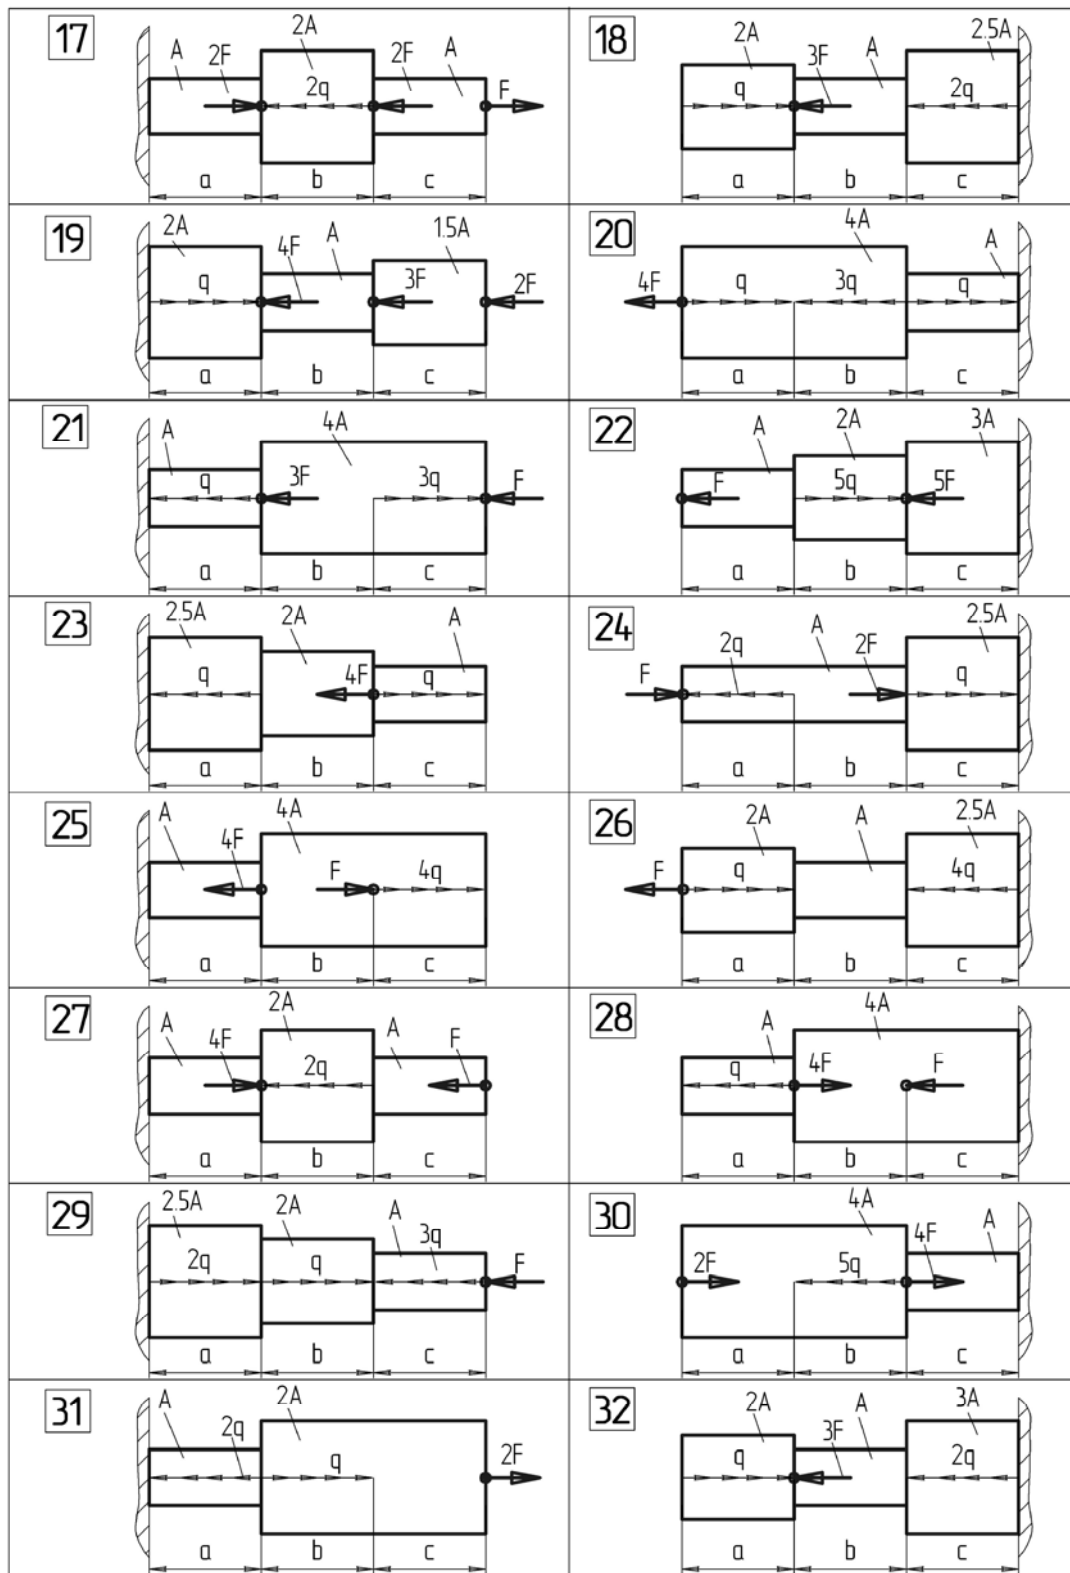 17 A 2F 2A 2q 2F A F
a b c
18 2A q 3F A 2.5A 2q
a b c
19 2A q 4F A 3F 1.5A 2F
a b c
20 4F q 3q 4A q A
a b c
21 A q 3F 4A 3q F
a b c
22 F A 2A 5q 5F 3A
a b c
23 2.5A q 2A 4F q A
a b c
24 F 2q A 2F 2.5A q
a b c
25 A 4F 4A F 4q
a b c
26 F 2A q A 2.5A 4q
a b c
27 A 4F 2A 2q A F
a b c
28 q A 4F 4A F
a b c
29 2.5A 2q 2A q A 3q F
a b c
30 2F 5q 4A 4F A
a b c
31 A 2q 2A q 2F
a b c
32 2A q 3F A 3A 2q
a b c